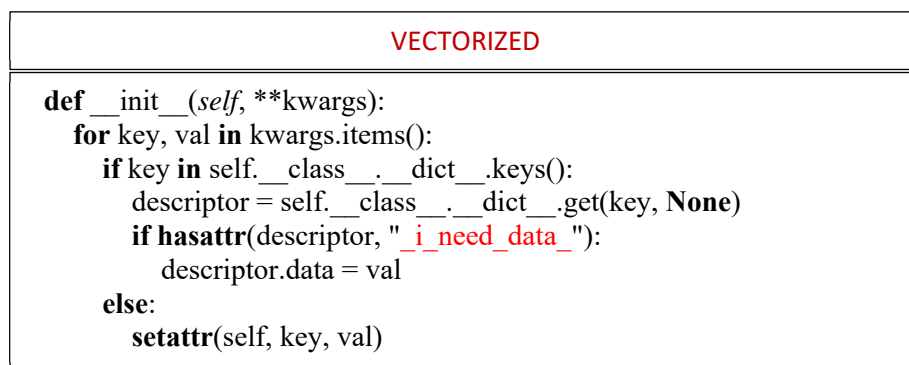 VECTORIZED
def __init__(self, **kwargs):
for key, val in kwargs.items():
if key in self.__class__.__dict__.keys():
descriptor = self.__class__.__dict__.get(key, None)
if hasattr(descriptor, "_i_need_data_"):
descriptor.data = val
else:
setattr(self, key, val)